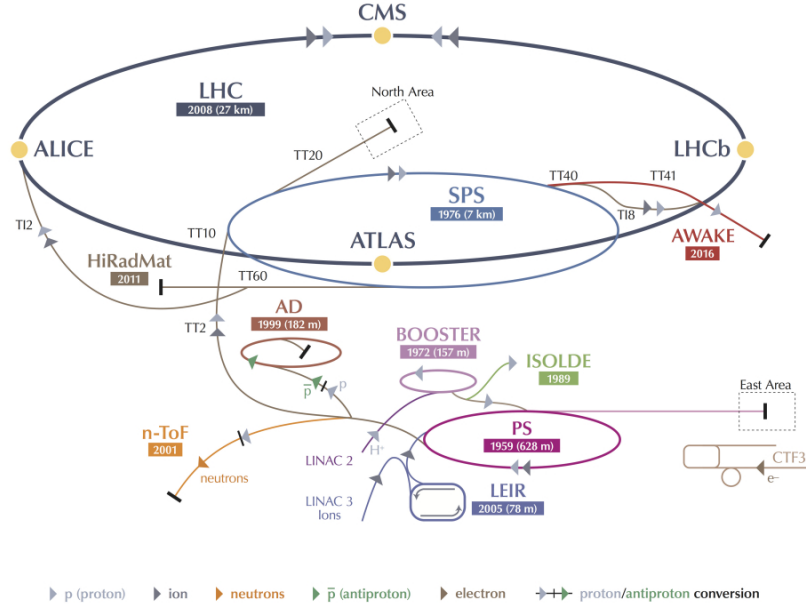 CMS
LHC
2008 (27 km)
North Area
ALICE
TT20
LHCb
TT40
TT41
SPS
1976 (7 km)
TI8
TI2
TT10
ATLAS
AWAKE
2016
HiRadMat
2011
TT60
AD
1999 (182 m)
TT2
BOOSTER
1972 (157 m)
ISOLDE
1989
p̅
p
East Area
n-ToF
2001
PS
1959 (628 m)
H⁺
LINAC 2
neutrons
CTF3
e⁻
LEIR
2005 (78 m)
LINAC 3
Ions
p (proton)
ion
neutrons
p̅ (antiproton)
electron
proton/antiproton conversion